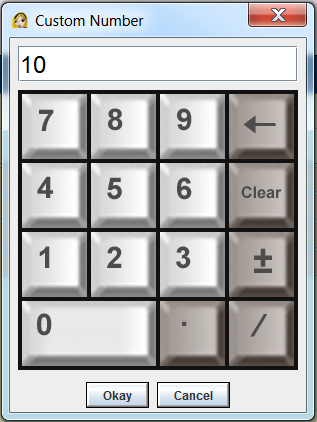 Custom Number
10
7 8 9 ←
4 5 6 Clear
1 2 3 ±
0 . /
Okay Cancel